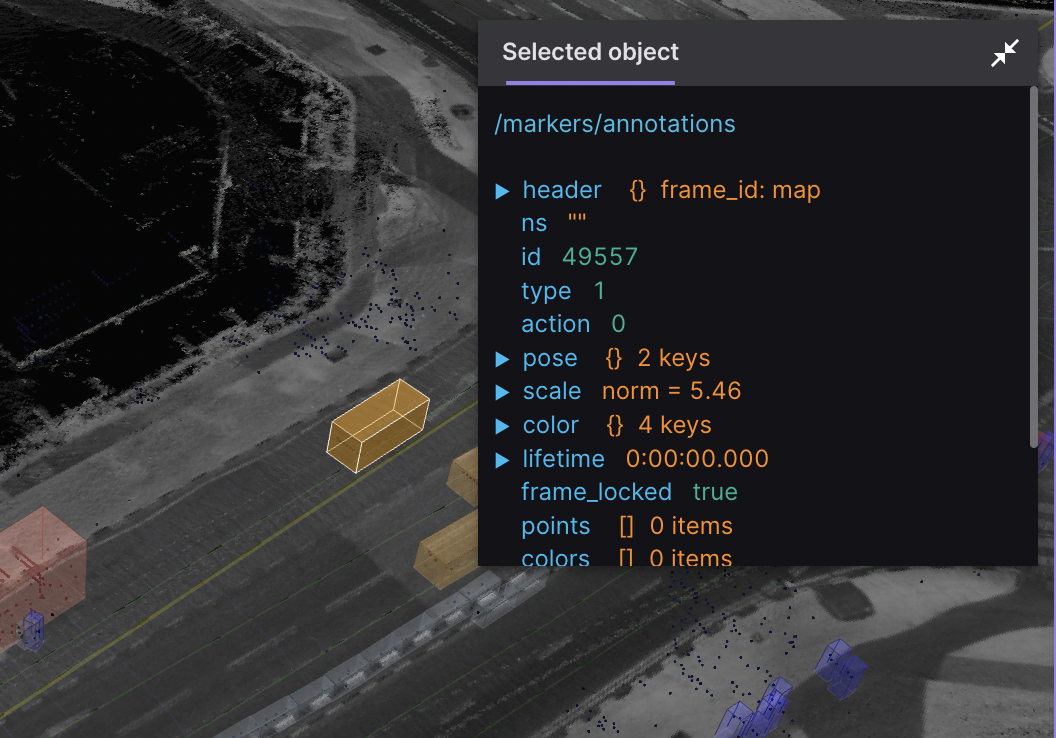 Selected object
/markers/annotations
header {} frame_id: map
ns ""
id 49557
type 1
action 0
pose {} 2 keys
scale norm = 5.46
color {} 4 keys
lifetime 0:00:00.000
frame_locked true
points [] 0 items
colors [] 0 items